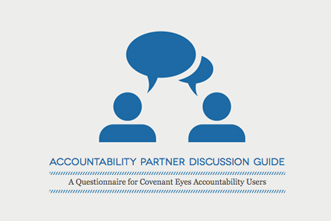 ACCOUNTABILITY PARTNER DISCUSSION GUIDE
A Questionnaire for Covenant Eyes Accountability Users